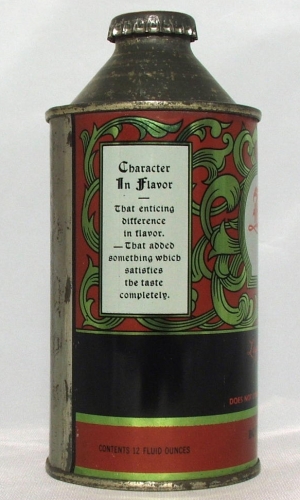 Character
In Flavor
—
That enticing
difference
in flavor.
— That added
something which
satisfies
the taste
completely.
CONTENTS 12 FLUID OUNCES